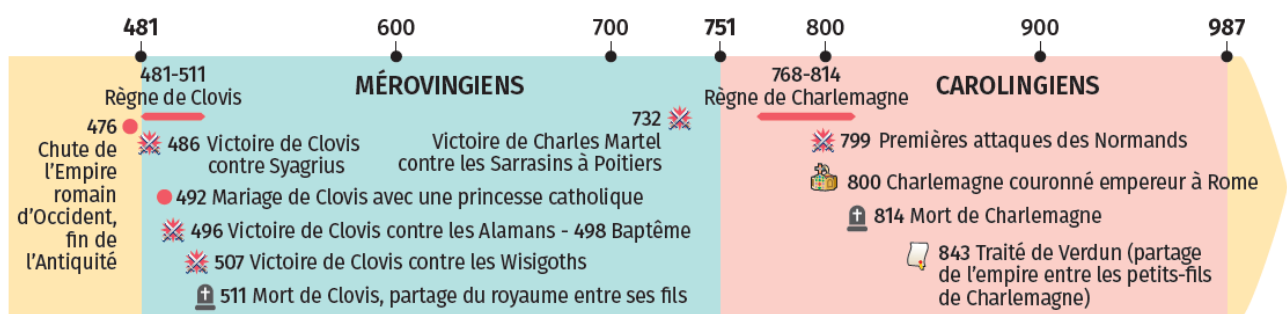 481 600 700 751 800 900 987
481-511
Règne de Clovis
MÉROVINGIENS
768-814
Règne de Charlemagne
CAROLINGIENS
476
Chute de
l'Empire
romain
d'Occident,
fin de
l'Antiquité
486 Victoire de Clovis
contre Syagrius
732
Victoire de Charles Martel
contre les Sarrasins à Poitiers
492 Mariage de Clovis avec une princesse catholique
496 Victoire de Clovis contre les Alamans - 498 Baptême
507 Victoire de Clovis contre les Wisigoths
511 Mort de Clovis, partage du royaume entre ses fils
799 Premières attaques des Normands
800 Charlemagne couronné empereur à Rome
814 Mort de Charlemagne
843 Traité de Verdun (partage
de l'empire entre les petits-fils
de Charlemagne)